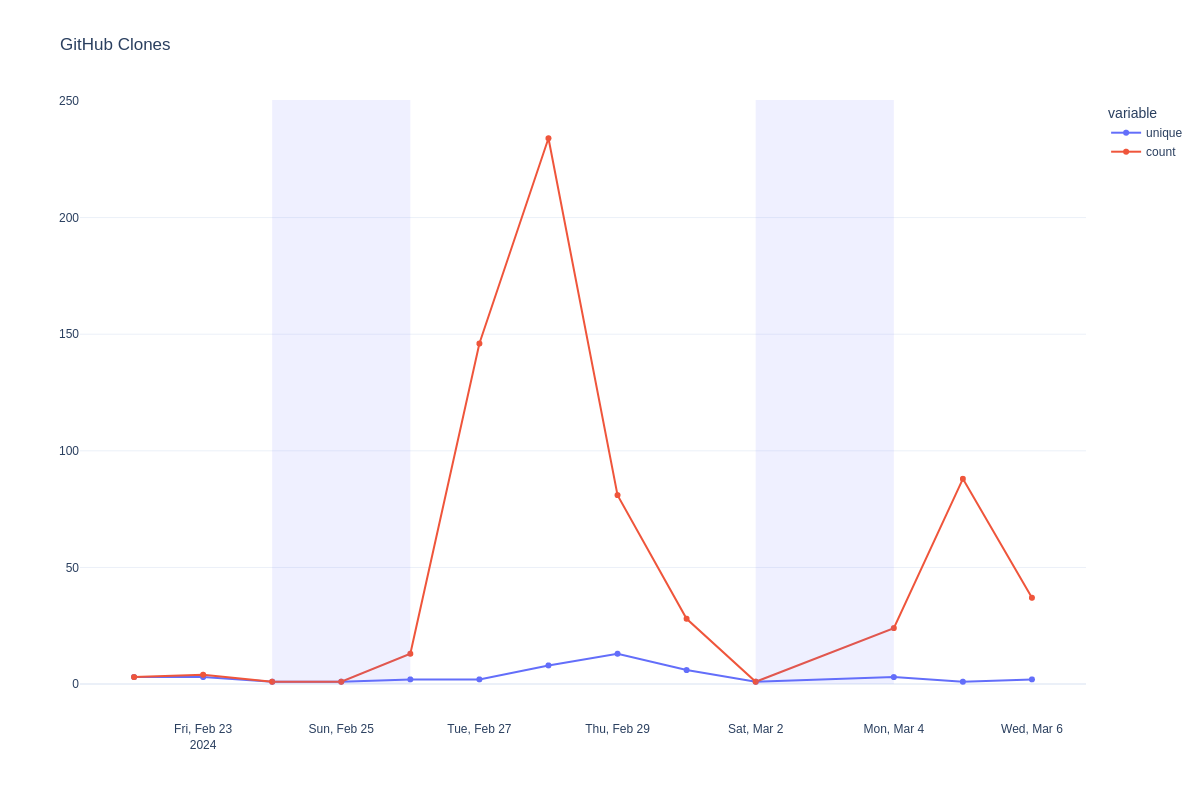 GitHub Clones
250
200
150
100
50
0
Fri, Feb 23
2024
Sun, Feb 25
Tue, Feb 27
Thu, Feb 29
Sat, Mar 2
Mon, Mar 4
Wed, Mar 6
variable
unique
count